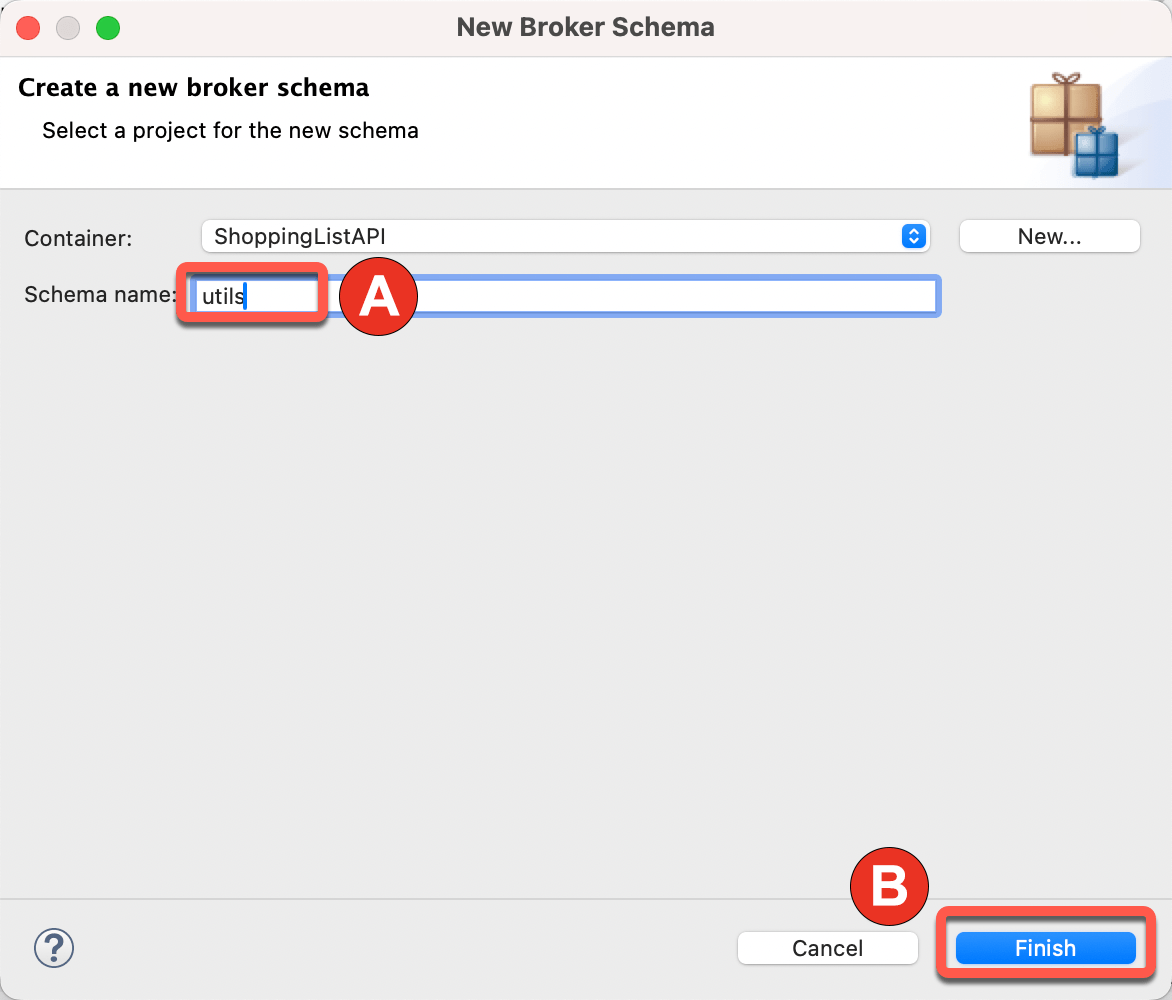 New Broker Schema
Create a new broker schema
Select a project for the new schema
Container: ShoppingListAPI New...
Schema name: utils A
B
? Cancel Finish